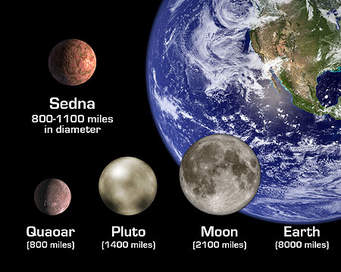 Sedna
800-1100 miles
in diameter
Quaoar
(800 miles)
Pluto
(1400 miles)
Moon
(2100 miles)
Earth
(8000 miles)